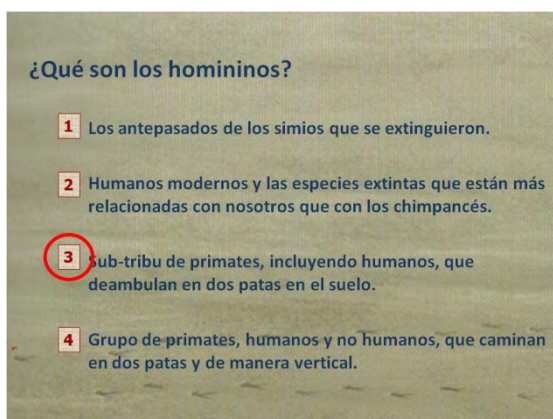 ¿Qué son los homininos?
1 Los antepasados de los simios que se extinguieron.
2 Humanos modernos y las especies extintas que están más
relacionadas con nosotros que con los chimpancés.
3 Sub-tribu de primates, incluyendo humanos, que
deambulan en dos patas en el suelo.
4 Grupo de primates, humanos y no humanos, que caminan
en dos patas y de manera vertical.